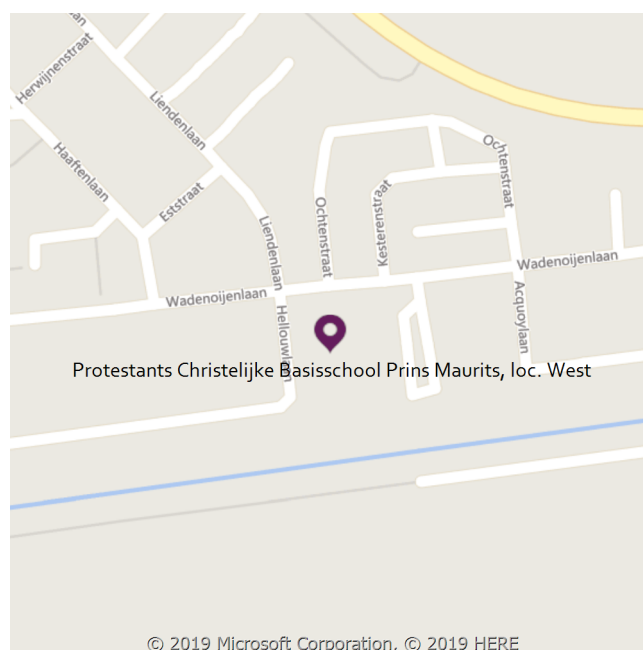 laan
Herwijnenstraat
Liendenlaan
Haaftenlaan
Eststraat
Liendenlaan
Ochtenstraat
Kesterenstraat
Ochtenstraat
Wadenoijenlaan
Wadenoijenlaan
Hellouwlaan
Acquoylaan
Protestants Christelijke Basisschool Prins Maurits, loc. West
© 2019 Microsoft Corporation, © 2019 HERE